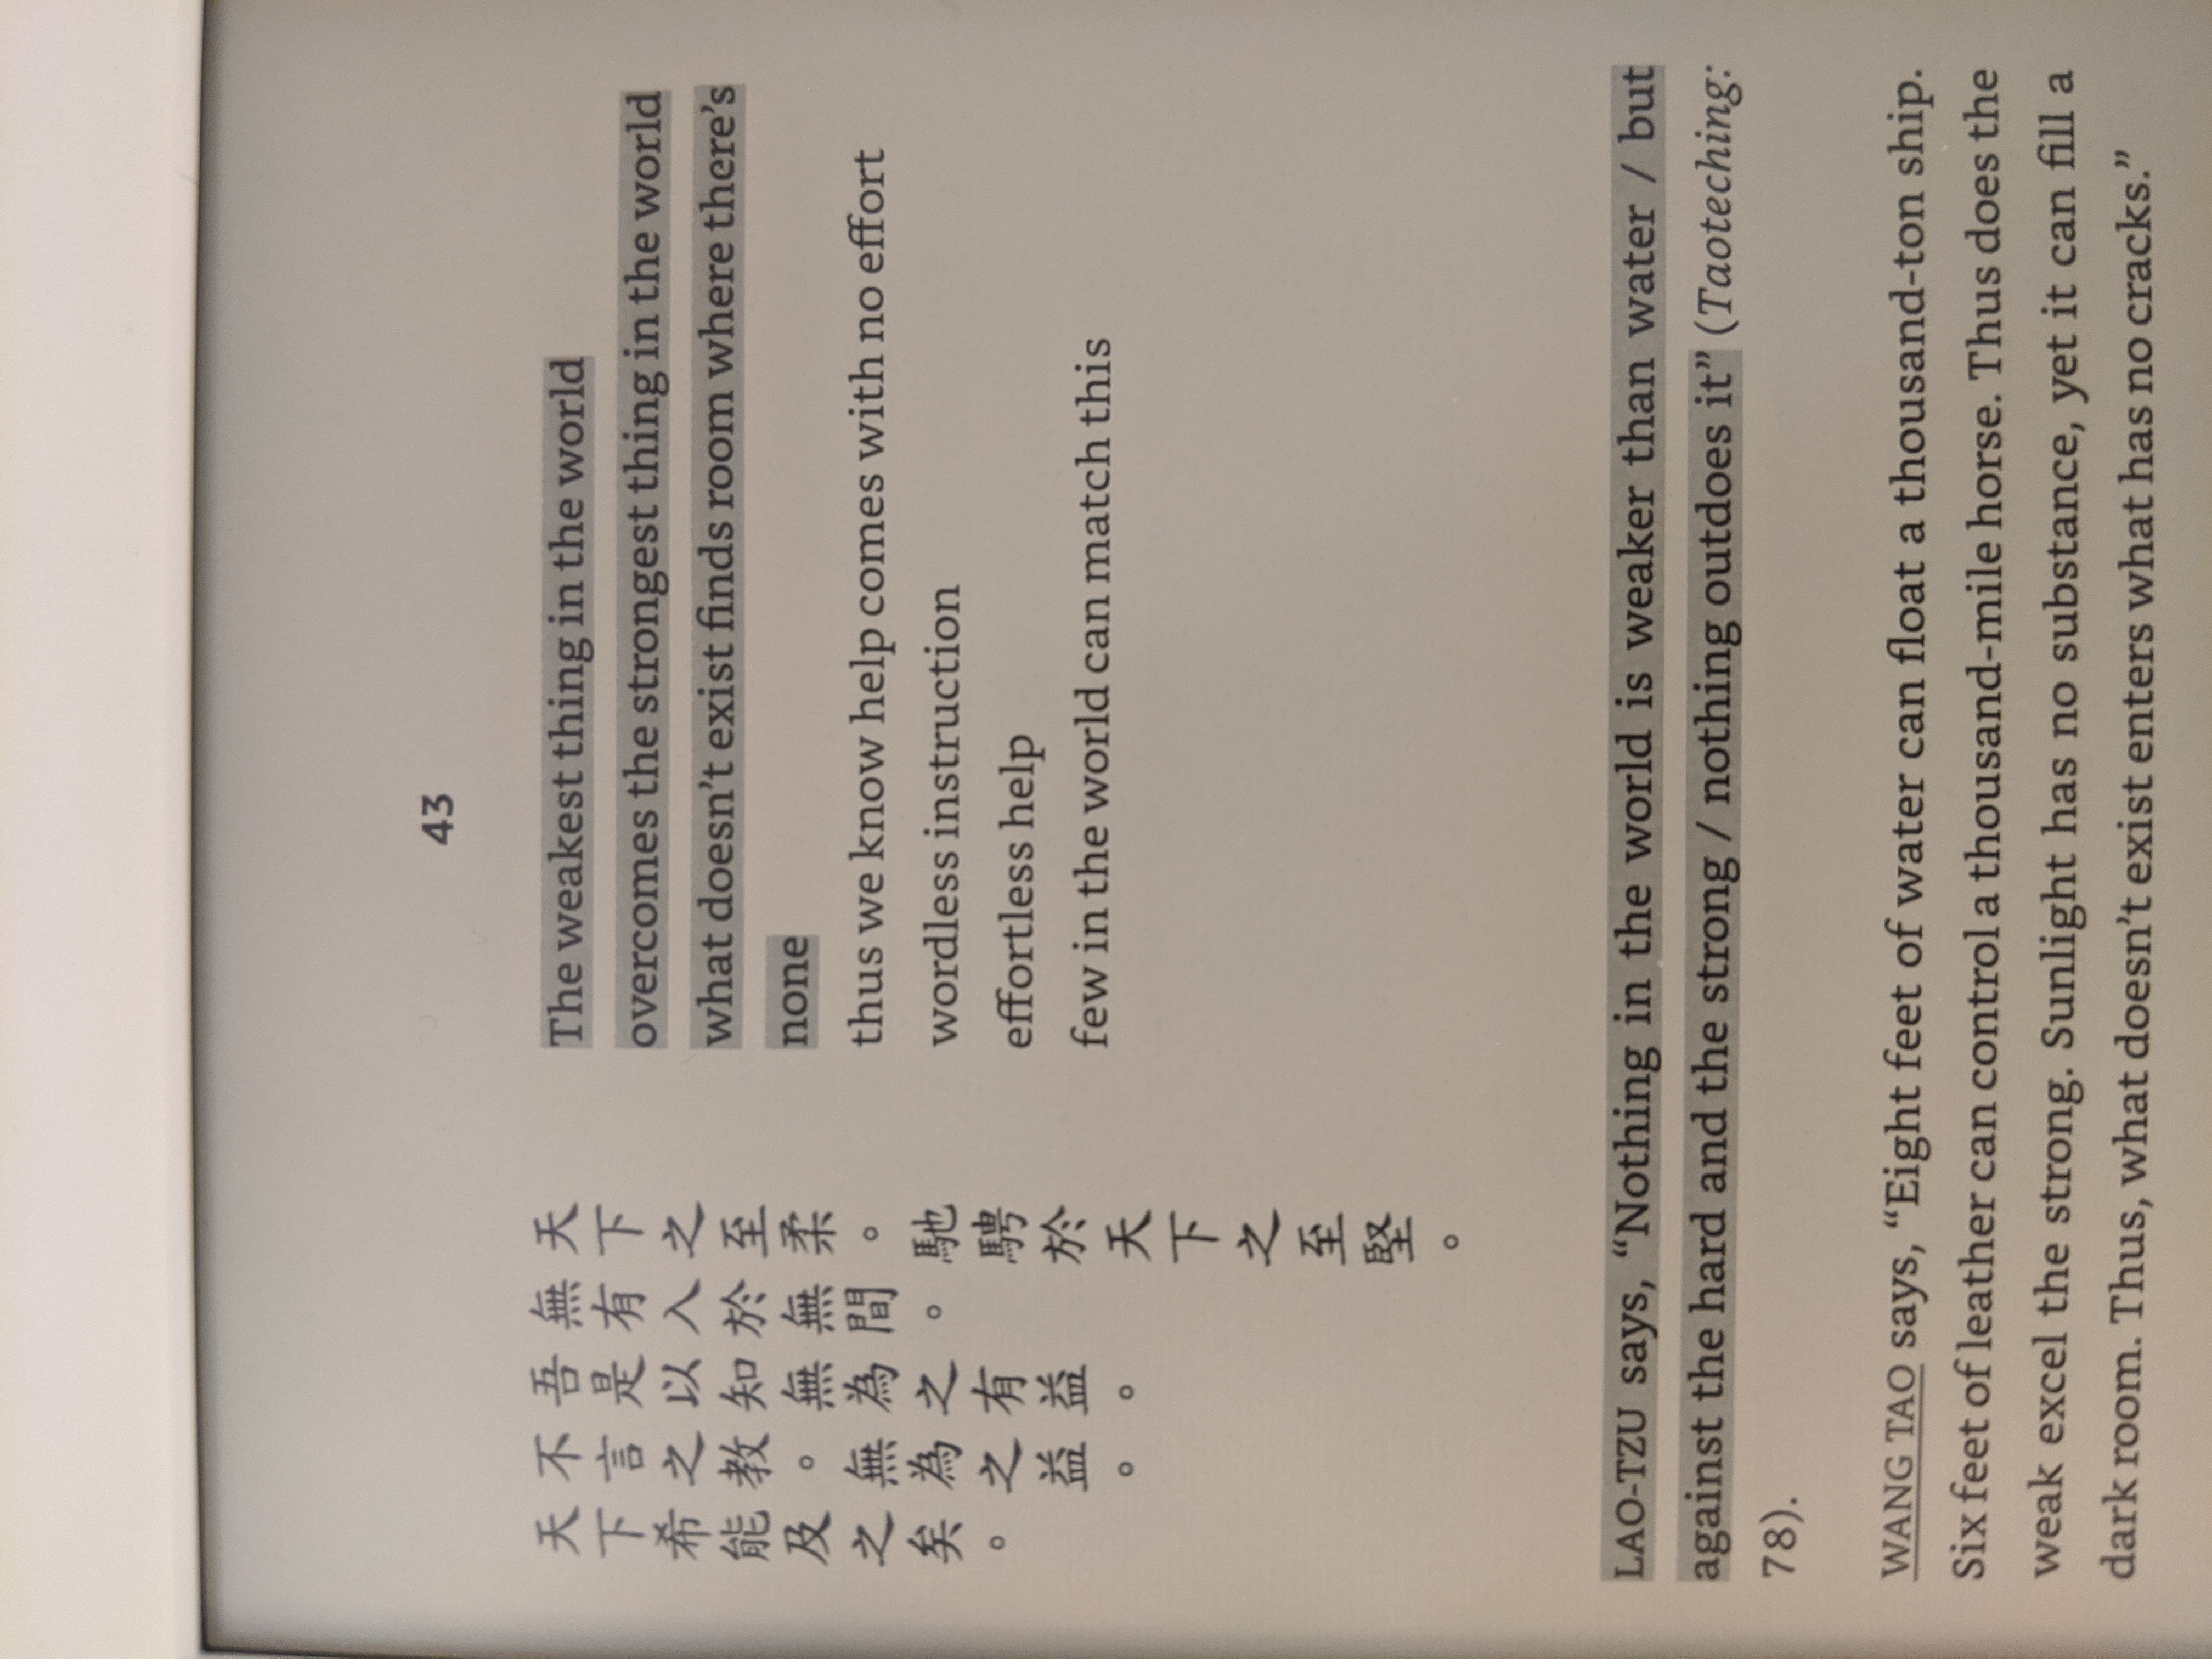 43
天下之至柔。馳騁於天下之至堅。
無有入於無間。
吾是以知無為之有益。
不言之教。無為之益。
天下希能及之矣。
The weakest thing in the world
overcomes the strongest thing in the world
what doesn’t exist finds room where there’s
none
thus we know help comes with no effort
wordless instruction
effortless help
few in the world can match this
LAO-TZU says, “Nothing in the world is weaker than water / but
against the hard and the strong / nothing outdoes it” (Taoteching:
78).
WANG TAO says, “Eight feet of water can float a thousand-ton ship.
Six feet of leather can control a thousand-mile horse. Thus does the
weak excel the strong. Sunlight has no substance, yet it can fill a
dark room. Thus, what doesn’t exist enters what has no cracks.”